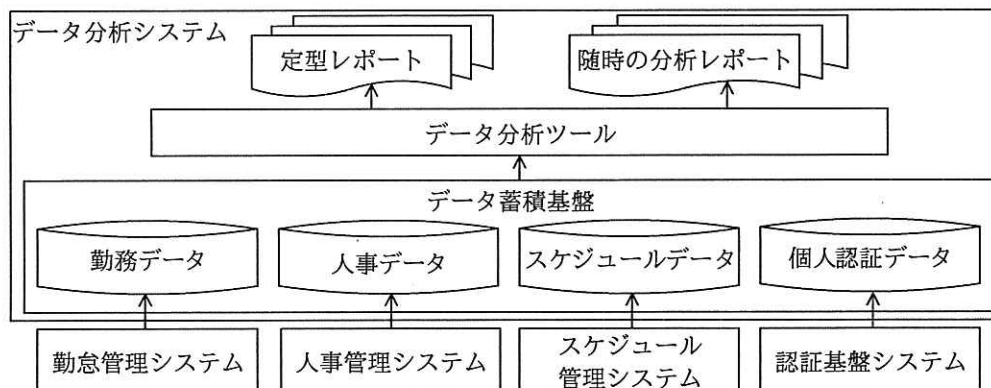 データ分析システム
定型レポート
随時の分析レポート
データ分析ツール
データ蓄積基盤
勤務データ
人事データ
スケジュールデータ
個人認証データ
勤怠管理システム
人事管理システム
スケジュール
管理システム
認証基盤システム